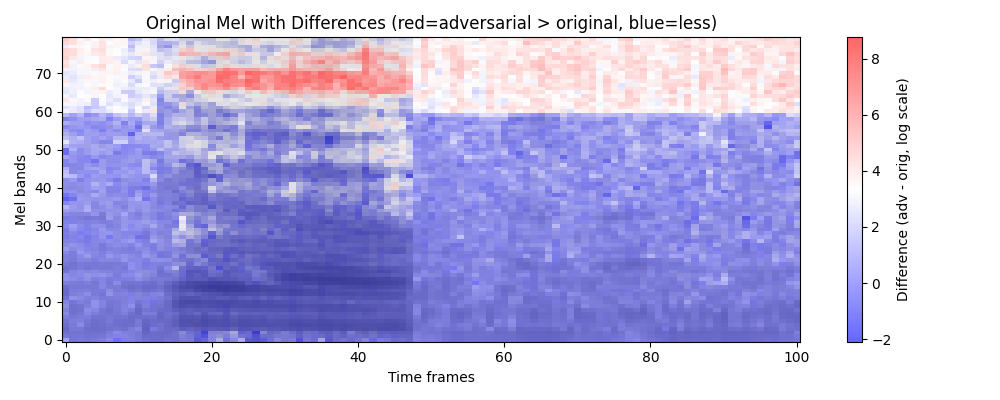 Original Mel with Differences (red=adversarial > original, blue=less)
Mel bands
70
60
50
40
30
20
10
0
0 20 40 60 80 100
Time frames
8
6
4
2
0
−2
Difference (adv - orig, log scale)